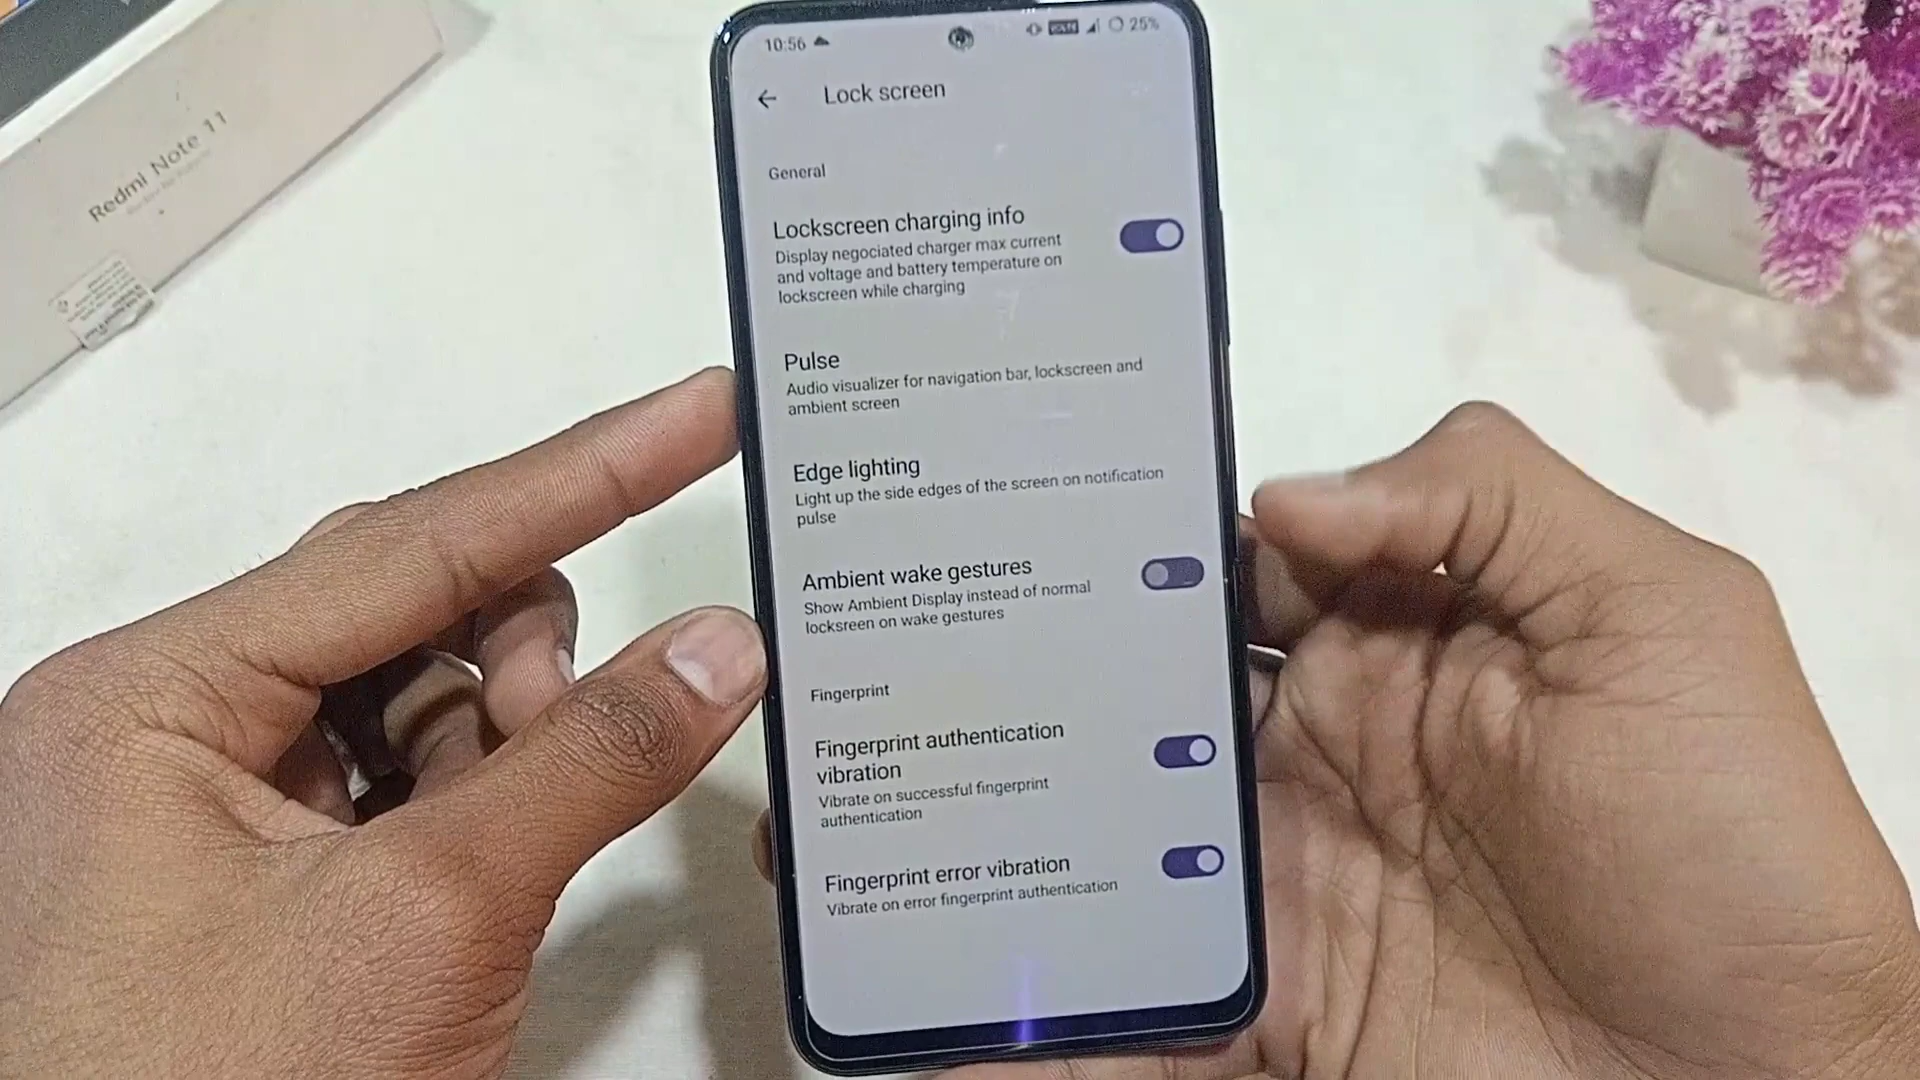 Redmi Note 11
10:56
25%
Lock screen
General
Lockscreen charging info
Display negociated charger max current
and voltage and battery temperature on
lockscreen while charging
Pulse
Audio visualizer for navigation bar, lockscreen and
ambient screen
Edge lighting
Light up the side edges of the screen on notification
pulse
Ambient wake gestures
Show Ambient Display instead of normal
locksreen on wake gestures
Fingerprint
Fingerprint authentication
vibration
Vibrate on successful fingerprint
authentication
Fingerprint error vibration
Vibrate on error fingerprint authentication